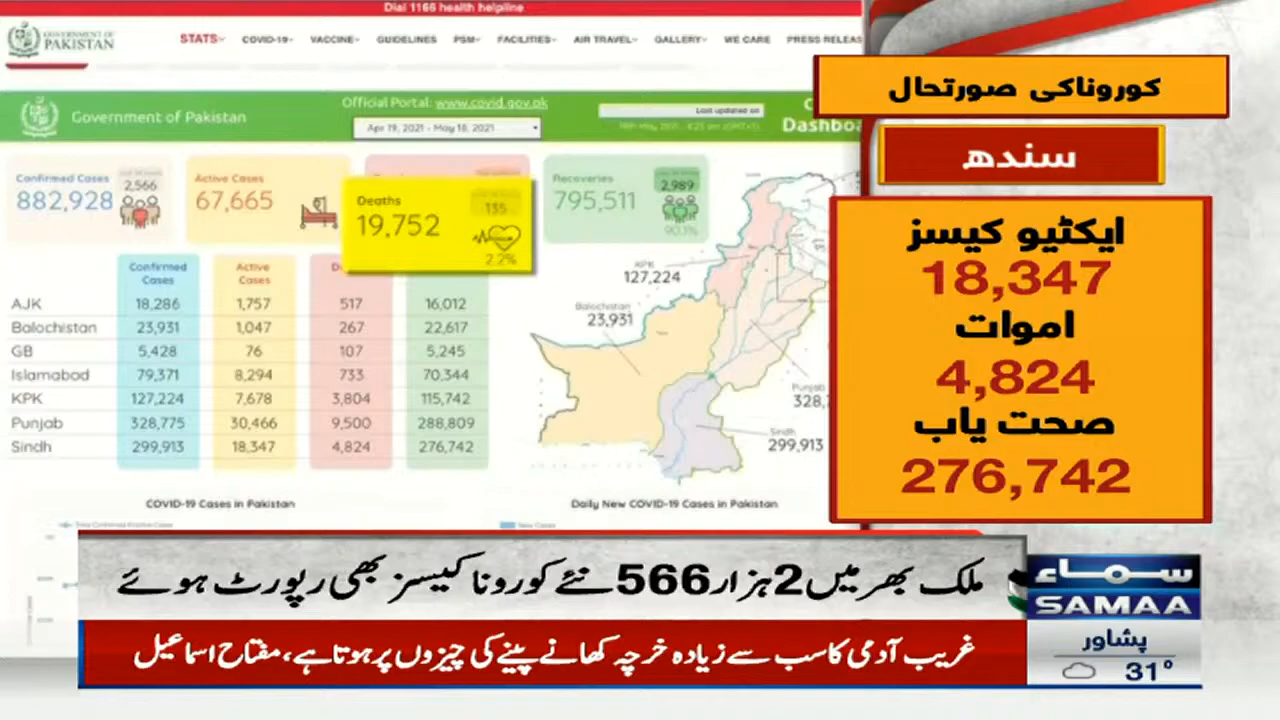 Dial 1166 health helpline
GOVERNMENT OF
PAKISTAN
STATS COVID-19 VACCINE GUIDELINES PSM FACILITIES AIR TRAVEL GALLERY WE CARE PRESS RELEAS
Government of Pakistan
Official Portal: www.covid.gov.pk
Apr 19, 2021 - May 18, 2021
Last updated on
Dashboa
Confirmed Cases
882,928
2,566
Active Cases
67,665
Deaths
19,752
135
2.2%
Recoveries
795,511
2,989
90.1%
Confirmed Cases Active Cases
AJK 18,286 1,757 517 16,012
Balochistan 23,931 1,047 267 22,617
GB 5,428 76 107 5,245
Islamabad 79,371 8,294 733 70,344
KPK 127,224 7,678 3,804 115,742
Punjab 328,775 30,466 9,500 288,809
Sindh 299,913 18,347 4,824 276,742
KPK
127,224
Balochistan
23,931
Punjab
328,
Sindh
299,913
COVID-19 Cases in Pakistan
Daily New COVID-19 Cases in Pakistan
New Cases
کورونا کی صورتحال
سندھ
ایکٹیو کیسز
18,347
اموات
4,824
صحت یاب
276,742
ملک بھر میں 2 ہزار 566 نئے کورونا کیسز بھی رپورٹ ہوئے
غریب آدمی کا سب سے زیادہ خرچہ کھانے پینے کی چیزوں پر ہوتا ہے، مفتاح اسماعیل
سماء
SAMAA
پشاور
31°